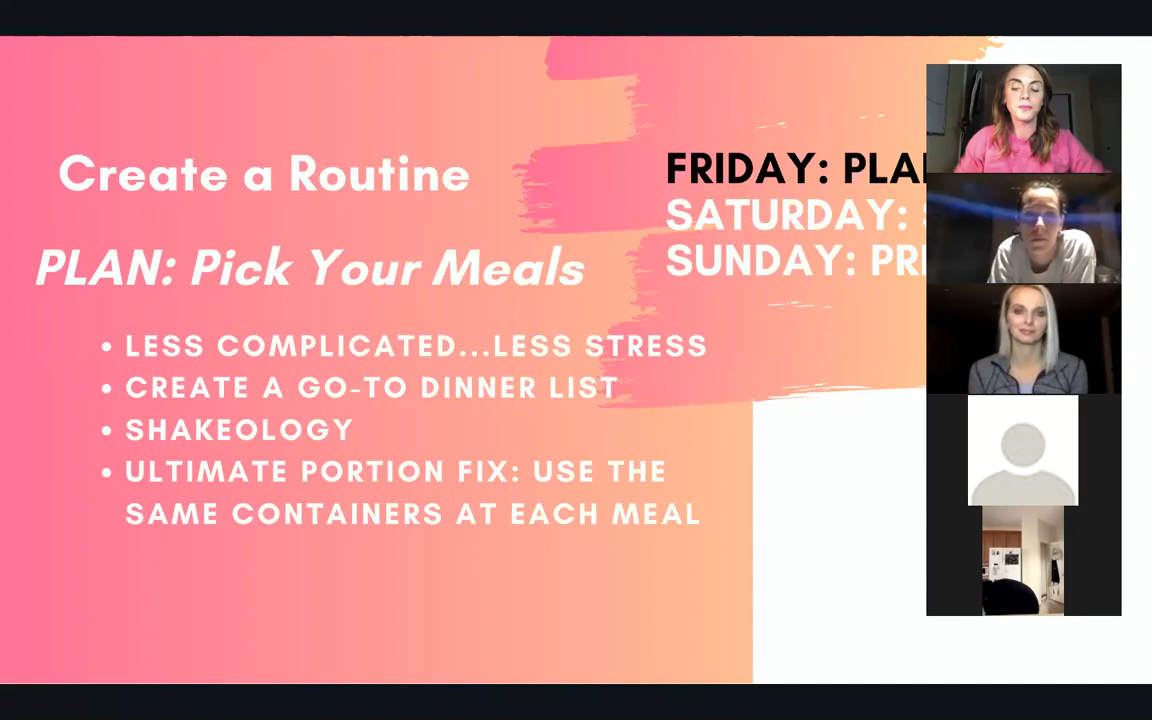 Create a Routine
PLAN: Pick Your Meals
• LESS COMPLICATED...LESS STRESS
• CREATE A GO-TO DINNER LIST
• SHAKEOLOGY
• ULTIMATE PORTION FIX: USE THE
SAME CONTAINERS AT EACH MEAL
FRIDAY:
SATURDAY:
SUNDAY: